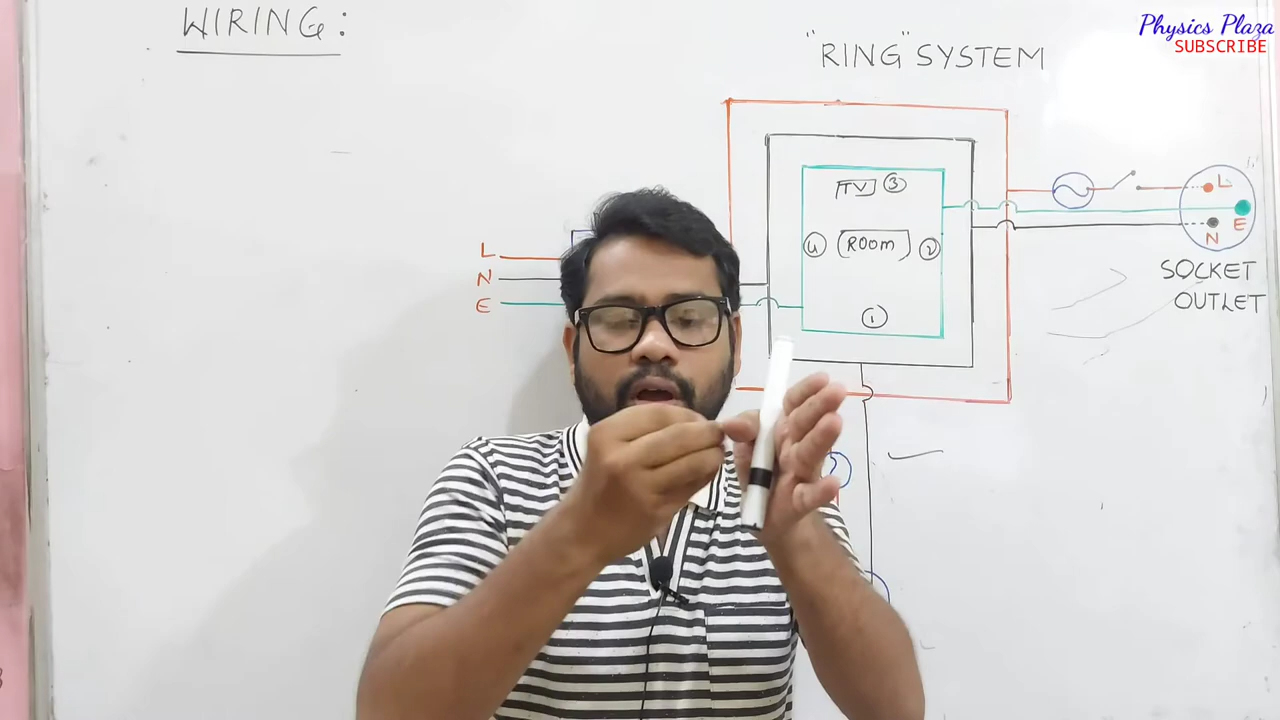 WIRING:
Physics Plaza
SUBSCRIBE
"RING" SYSTEM
TV ③
④ ROOM ②
①
L
N
E
L
E
N
SOCKET
OUTLET